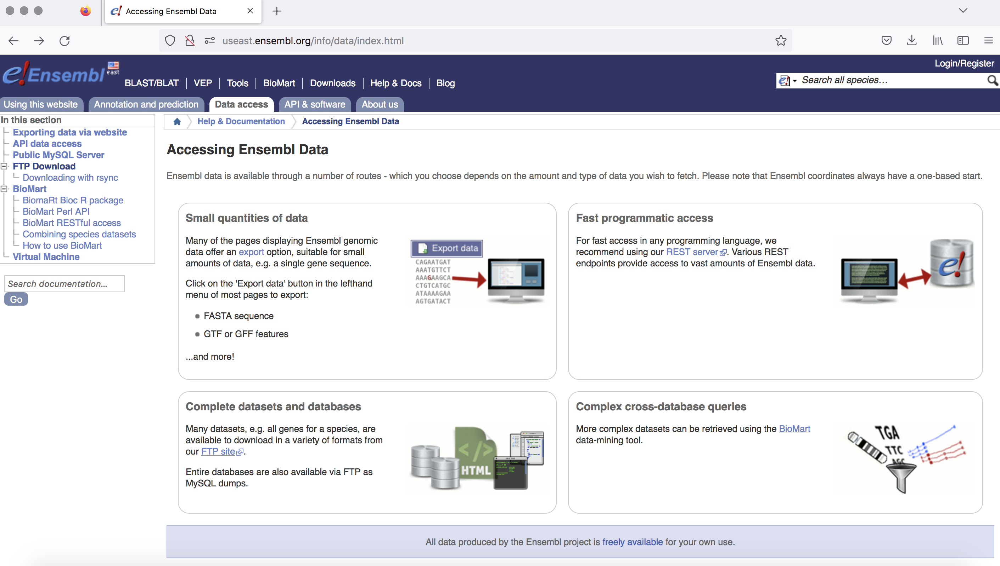 Accessing Ensembl Data
useast.ensembl.org/info/data/index.html
Login/Register
e!Ensembl east
BLAST/BLAT | VEP | Tools | BioMart | Downloads | Help & Docs | Blog
Search all species…
Using this website
Annotation and prediction
Data access
API & software
About us
In this section
Exporting data via website
API data access
Public MySQL Server
FTP Download
Downloading with rsync
BioMart
BiomaRt Bioc R package
BioMart Perl API
BioMart RESTful access
Combining species datasets
How to use BioMart
Virtual Machine
Search documentation…
Go
Help & Documentation
Accessing Ensembl Data
Accessing Ensembl Data
Ensembl data is available through a number of routes - which you choose depends on the amount and type of data you wish to fetch. Please note that Ensembl coordinates always have a one-based start.
Small quantities of data
Many of the pages displaying Ensembl genomic
data offer an export option, suitable for small
amounts of data, e.g. a single gene sequence.
Click on the 'Export data' button in the lefthand
menu of most pages to export:
FASTA sequence
GTF or GFF features
...and more!
Export data
CAGAATGAT
AAATGTTCT
AAAGAAGCA
CTGTCATGC
ATAAAAGAA
AGTGATACT
Fast programmatic access
For fast access in any programming language, we
recommend using our REST server. Various REST
endpoints provide access to vast amounts of Ensembl data.
e!
Complete datasets and databases
Many datasets, e.g. all genes for a species, are
available to download in a variety of formats from
our FTP site.
Entire databases are also available via FTP as
MySQL dumps.
</>
HTML
Complex cross-database queries
More complex datasets can be retrieved using the BioMart
data-mining tool.
TGA
TTC
AGC
All data produced by the Ensembl project is freely available for your own use.